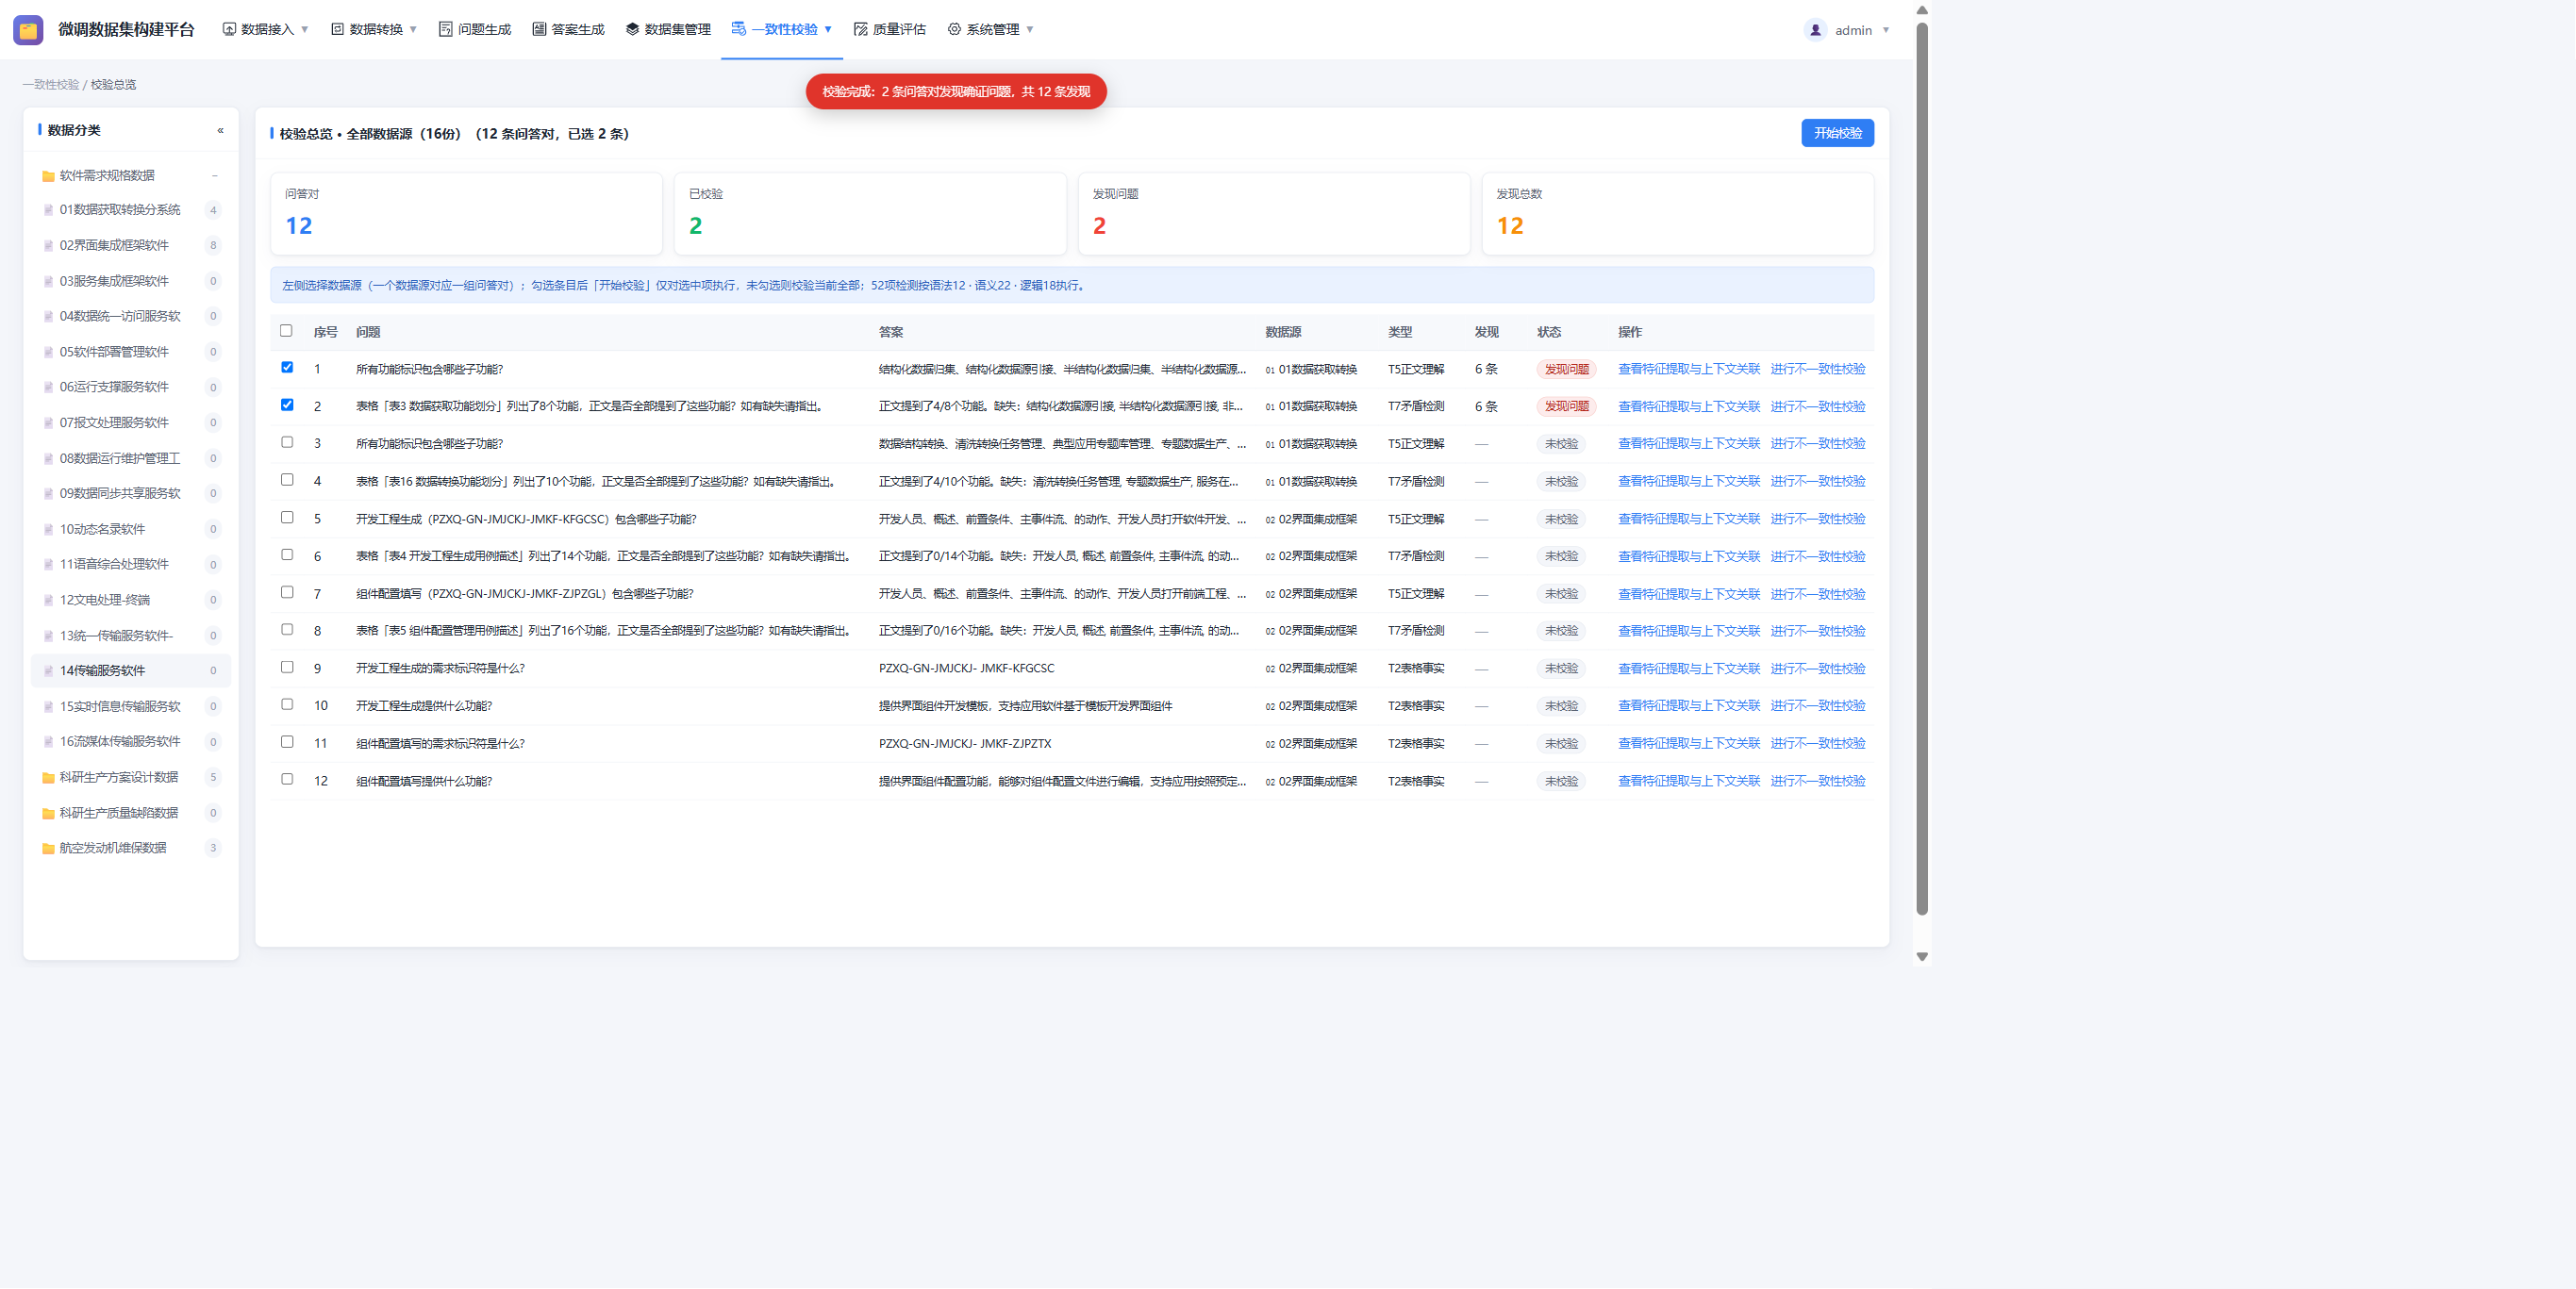 微调数据集构建平台 数据接入 ▼ 数据转换 ▼ 问题生成 答案生成 数据集管理 一致性校验 ▼ 质量评估 系统管理 ▼ admin ▼
一致性校验 / 校验总览
校验完成：2 条问答对发现确证问题，共 12 条发现
数据分类 «
软件需求规格数据 –
01数据获取转换分系统 4
02界面集成框架软件 8
03服务集成框架软件 0
04数据统一访问服务软 0
05软件部署管理软件 0
06运行支撑服务软件 0
07报文处理服务软件 0
08数据运行维护管理工 0
09数据同步共享服务软 0
10动态名录软件 0
11语音综合处理软件 0
12文电处理-终端 0
13统一传输服务软件- 0
14传输服务软件 0
15实时信息传输服务软 0
16流媒体传输服务软件 0
科研生产方案设计数据 5
科研生产质量缺陷数据 0
航空发动机维保数据 3
校验总览 • 全部数据源（16份）（12 条问答对，已选 2 条） 开始校验
问答对 已校验 发现问题 发现总数
12 2 2 12
左侧选择数据源（一个数据源对应一组问答对）；勾选条目后「开始校验」仅对选中项执行，未勾选则校验当前全部；52项检测按语法12 · 语义22 · 逻辑18执行。
序号 问题 答案 数据源 类型 发现 状态 操作
1 所有功能标识包含哪些子功能? 结构化数据归集、结构化数据源引接、半结构化数据归集、半结构化数据源... 01 01数据获取转换 T5正文理解 6 条 发现问题 查看特征提取与上下文关联 进行不一致性校验
2 表格「表3 数据获取功能划分」列出了8个功能，正文是否全部提到了这些功能？如有缺失请指出。 正文提到了4/8个功能。缺失：结构化数据源引接, 半结构化数据源引接, 非... 01 01数据获取转换 T7矛盾检测 6 条 发现问题 查看特征提取与上下文关联 进行不一致性校验
3 所有功能标识包含哪些子功能? 数据结构转换、清洗转换任务管理、典型应用专题库管理、专题数据生产、... 01 01数据获取转换 T5正文理解 — 未校验 查看特征提取与上下文关联 进行不一致性校验
4 表格「表16 数据转换功能划分」列出了10个功能，正文是否全部提到了这些功能？如有缺失请指出。 正文提到了4/10个功能。缺失：清洗转换任务管理, 专题数据生产, 服务在... 01 01数据获取转换 T7矛盾检测 — 未校验 查看特征提取与上下文关联 进行不一致性校验
5 开发工程生成（PZXQ-GN-JMJCKJ-JMKF-KFGCSC）包含哪些子功能? 开发人员、概述、前置条件、主事件流、的动作、开发人员打开软件开发、... 02 02界面集成框架 T5正文理解 — 未校验 查看特征提取与上下文关联 进行不一致性校验
6 表格「表4 开发工程生成用例描述」列出了14个功能，正文是否全部提到了这些功能？如有缺失请指出。 正文提到了0/14个功能。缺失：开发人员, 概述, 前置条件, 主事件流, 的动... 02 02界面集成框架 T7矛盾检测 — 未校验 查看特征提取与上下文关联 进行不一致性校验
7 组件配置填写（PZXQ-GN-JMJCKJ-JMKF-ZJPZGL）包含哪些子功能? 开发人员、概述、前置条件、主事件流、的动作、开发人员打开前端工程、... 02 02界面集成框架 T5正文理解 — 未校验 查看特征提取与上下文关联 进行不一致性校验
8 表格「表5 组件配置管理用例描述」列出了16个功能，正文是否全部提到了这些功能？如有缺失请指出。 正文提到了0/16个功能。缺失：开发人员, 概述, 前置条件, 主事件流, 的动... 02 02界面集成框架 T7矛盾检测 — 未校验 查看特征提取与上下文关联 进行不一致性校验
9 开发工程生成的需求标识符是什么? PZXQ-GN-JMJCKJ- JMKF-KFGCSC 02 02界面集成框架 T2表格事实 — 未校验 查看特征提取与上下文关联 进行不一致性校验
10 开发工程生成提供什么功能? 提供界面组件开发模板，支持应用软件基于模板开发界面组件 02 02界面集成框架 T2表格事实 — 未校验 查看特征提取与上下文关联 进行不一致性校验
11 组件配置填写的需求标识符是什么? PZXQ-GN-JMJCKJ- JMKF-ZJPZTX 02 02界面集成框架 T2表格事实 — 未校验 查看特征提取与上下文关联 进行不一致性校验
12 组件配置填写提供什么功能? 提供界面组件配置功能，能够对组件配置文件进行编辑，支持应用按照预定... 02 02界面集成框架 T2表格事实 — 未校验 查看特征提取与上下文关联 进行不一致性校验